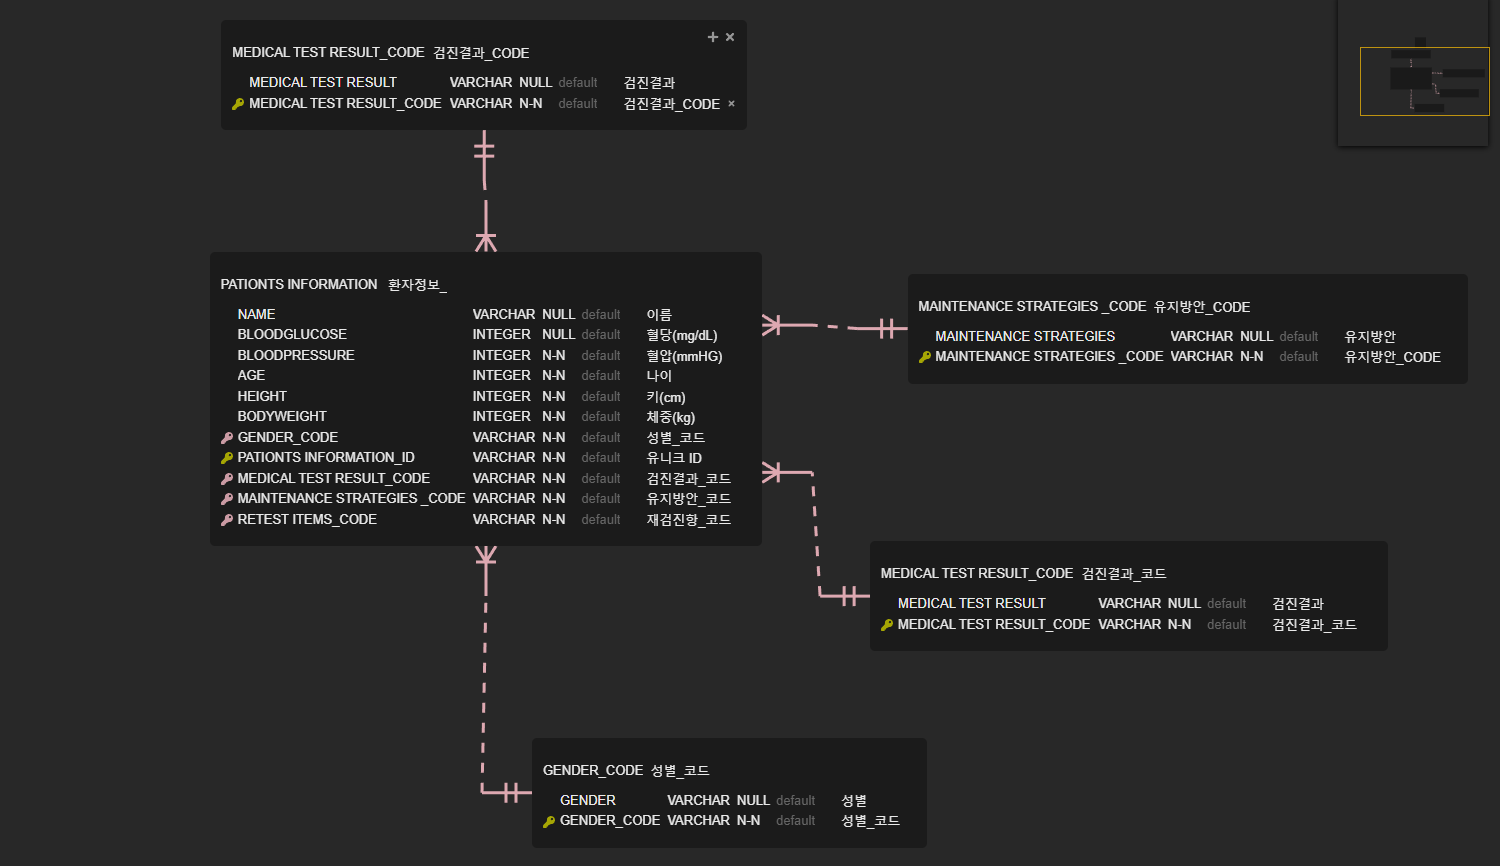 MEDICAL TEST RESULT_CODE 검진결과_CODE
MEDICAL TEST RESULT VARCHAR NULL default 검진결과
MEDICAL TEST RESULT_CODE VARCHAR N-N default 검진결과_CODE
PATIONTS INFORMATION 환자정보_
NAME VARCHAR NULL default 이름
BLOODGLUCOSE INTEGER NULL default 혈당(mg/dL)
BLOODPRESSURE INTEGER N-N default 혈압(mmHG)
AGE INTEGER N-N default 나이
HEIGHT INTEGER N-N default 키(cm)
BODYWEIGHT INTEGER N-N default 체중(kg)
GENDER_CODE VARCHAR N-N default 성별_코드
PATIONTS INFORMATION_ID VARCHAR N-N default 유니크 ID
MEDICAL TEST RESULT_CODE VARCHAR N-N default 검진결과_코드
MAINTENANCE STRATEGIES _CODE VARCHAR N-N default 유지방안_코드
RETEST ITEMS_CODE VARCHAR N-N default 재검진항_코드
MAINTENANCE STRATEGIES _CODE 유지방안_CODE
MAINTENANCE STRATEGIES VARCHAR NULL default 유지방안
MAINTENANCE STRATEGIES _CODE VARCHAR N-N default 유지방안_CODE
MEDICAL TEST RESULT_CODE 검진결과_코드
MEDICAL TEST RESULT VARCHAR NULL default 검진결과
MEDICAL TEST RESULT_CODE VARCHAR N-N default 검진결과_코드
GENDER_CODE 성별_코드
GENDER VARCHAR NULL default 성별
GENDER_CODE VARCHAR N-N default 성별_코드